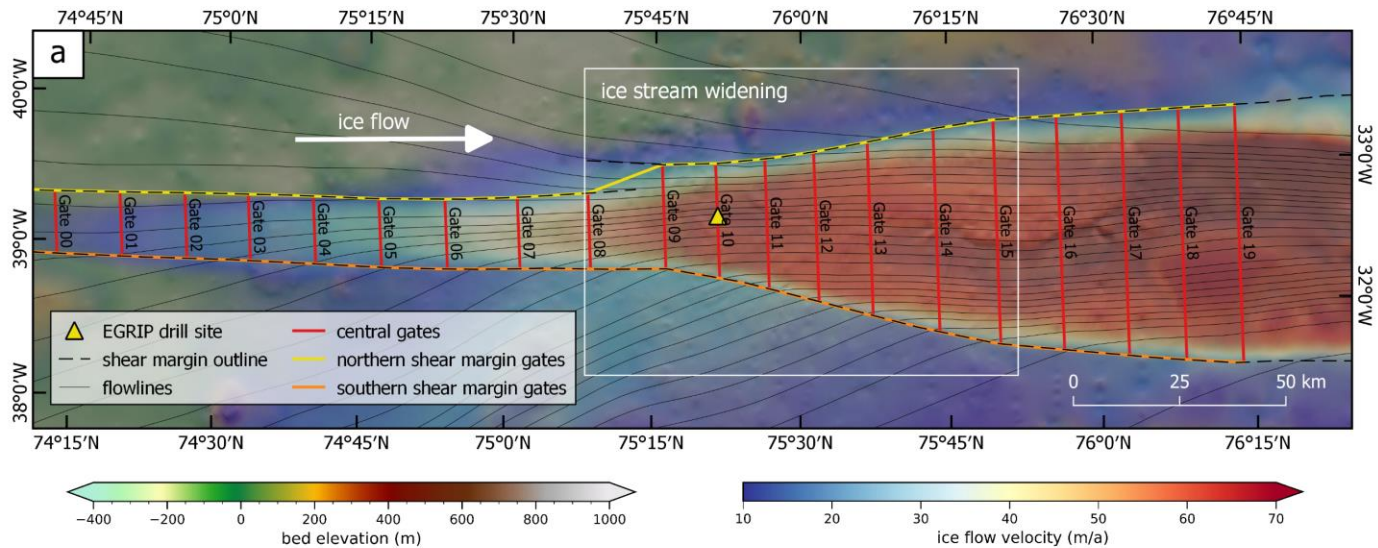 74°45'N 75°0'N 75°15'N 75°30'N 75°45'N 76°0'N 76°15'N 76°30'N 76°45'N
a
40°0'W
39°0'W
38°0'W
33°0'W
32°0'W
ice stream widening
ice flow
Gate 00
Gate 01
Gate 02
Gate 03
Gate 04
Gate 05
Gate 06
Gate 07
Gate 08
Gate 09
Gate 10
Gate 11
Gate 12
Gate 13
Gate 14
Gate 15
Gate 16
Gate 17
Gate 18
Gate 19
EGRIP drill site
shear margin outline
flowlines
central gates
northern shear margin gates
southern shear margin gates
0 25 50 km
74°15'N 74°30'N 74°45'N 75°0'N 75°15'N 75°30'N 75°45'N 76°0'N 76°15'N
−400 −200 0 200 400 600 800 1000
bed elevation (m)
10 20 30 40 50 60 70
ice flow velocity (m/a)